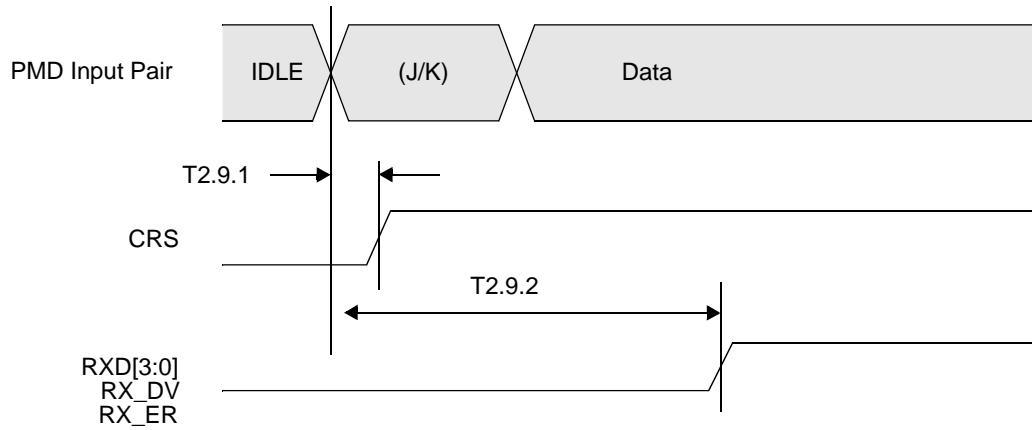 PMD Input Pair
IDLE
(J/K)
Data
T2.9.1
CRS
T2.9.2
RXD[3:0]
RX_DV
RX_ER